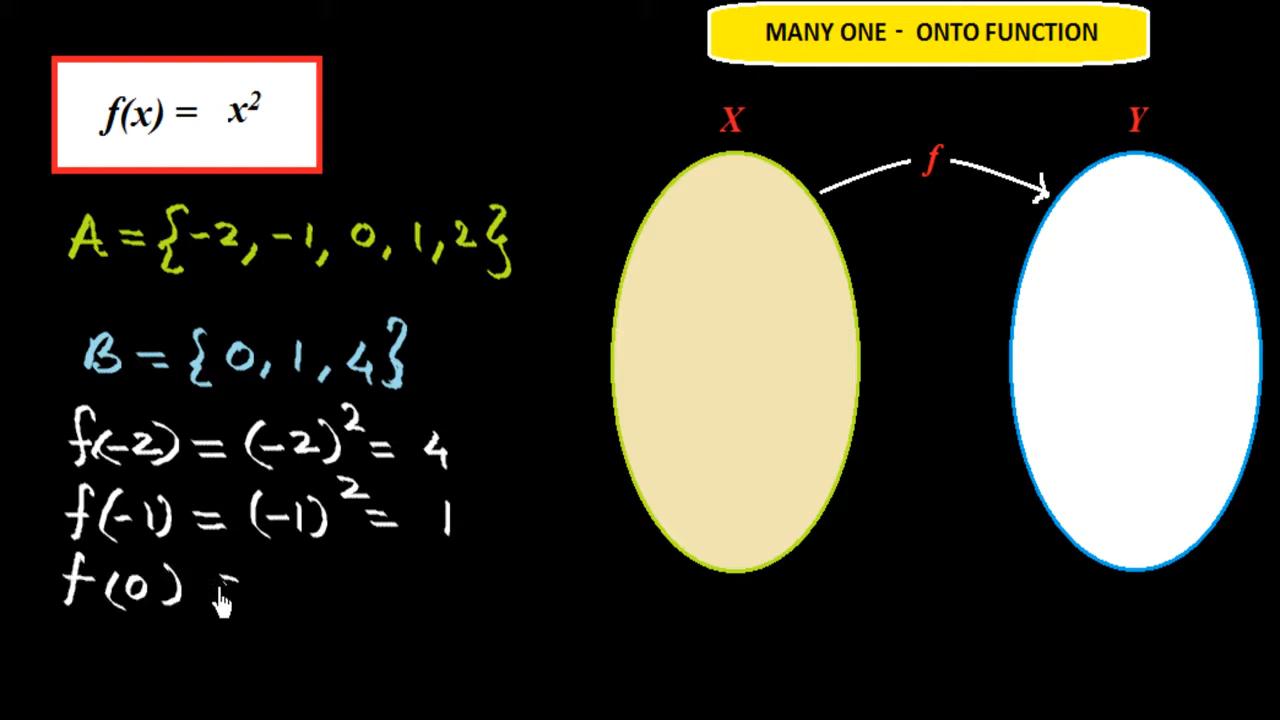 MANY ONE - ONTO FUNCTION
f(x) = x²
X
Y
f
A = {-2, -1, 0, 1, 2}
B = {0, 1, 4}
f(-2) = (-2)² = 4
f(-1) = (-1)² = 1
f(0) =